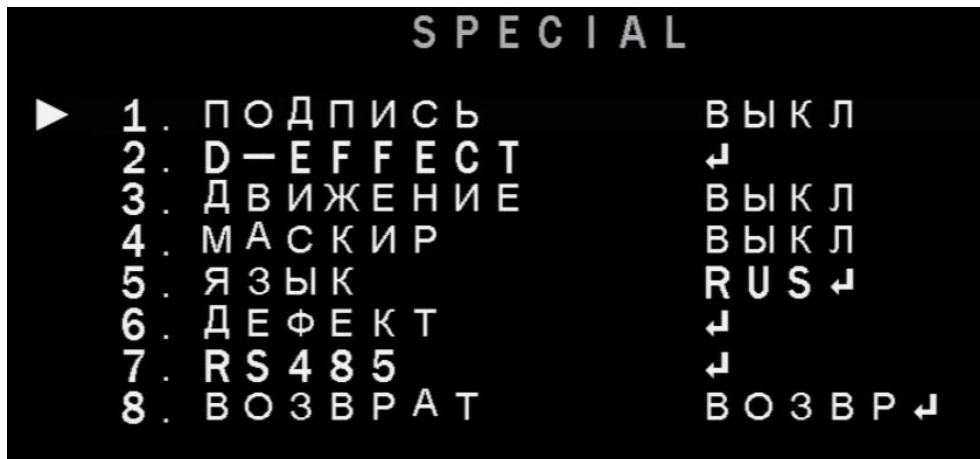 SPECIAL
► 1. ПОДПИСЬ ВЫКЛ
2. D—EFFECT ↲
3. ДВИЖЕНИЕ ВЫКЛ
4. МАСКИР ВЫКЛ
5. ЯЗЫК RUS↲
6. ДЕФЕКТ ↲
7. RS485 ↲
8. ВОЗВРАТ ВОЗВР↲